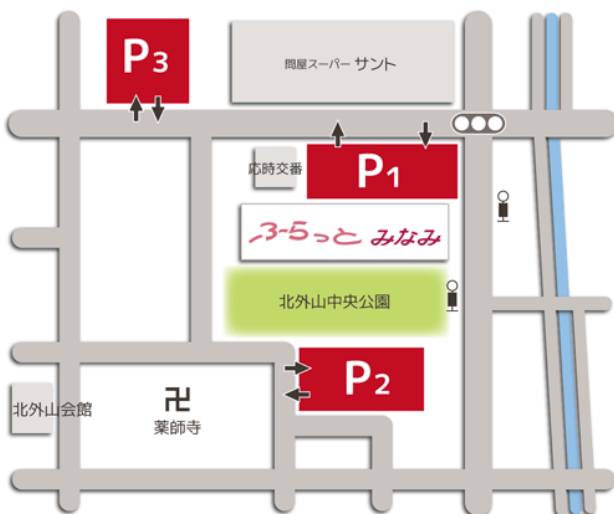 P3
問屋スーパー サント
応時交番
P1
ふらっと みなみ
北外山中央公園
P2
北外山会館
卍
薬師寺